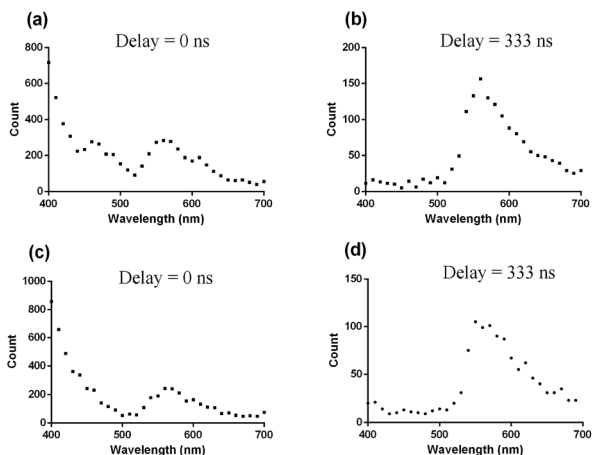 (a)
Delay = 0 ns
800
600
400
200
0
Count
400
500
600
700
Wavelength (nm)
(b)
Delay = 333 ns
200
150
100
50
0
Count
400
500
600
700
Wavelength (nm)
(c)
Delay = 0 ns
1000
800
600
400
200
0
Count
400
500
600
700
Wavelength (nm)
(d)
Delay = 333 ns
150
100
50
0
Count
400
500
600
700
Wavelength (nm)